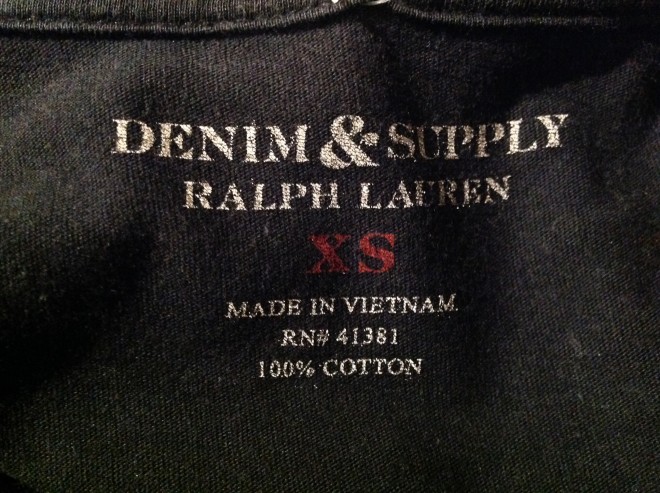 DENIM & SUPPLY
RALPH LAUREN
XS
MADE IN VIETNAM
RN# 41381
100% COTTON